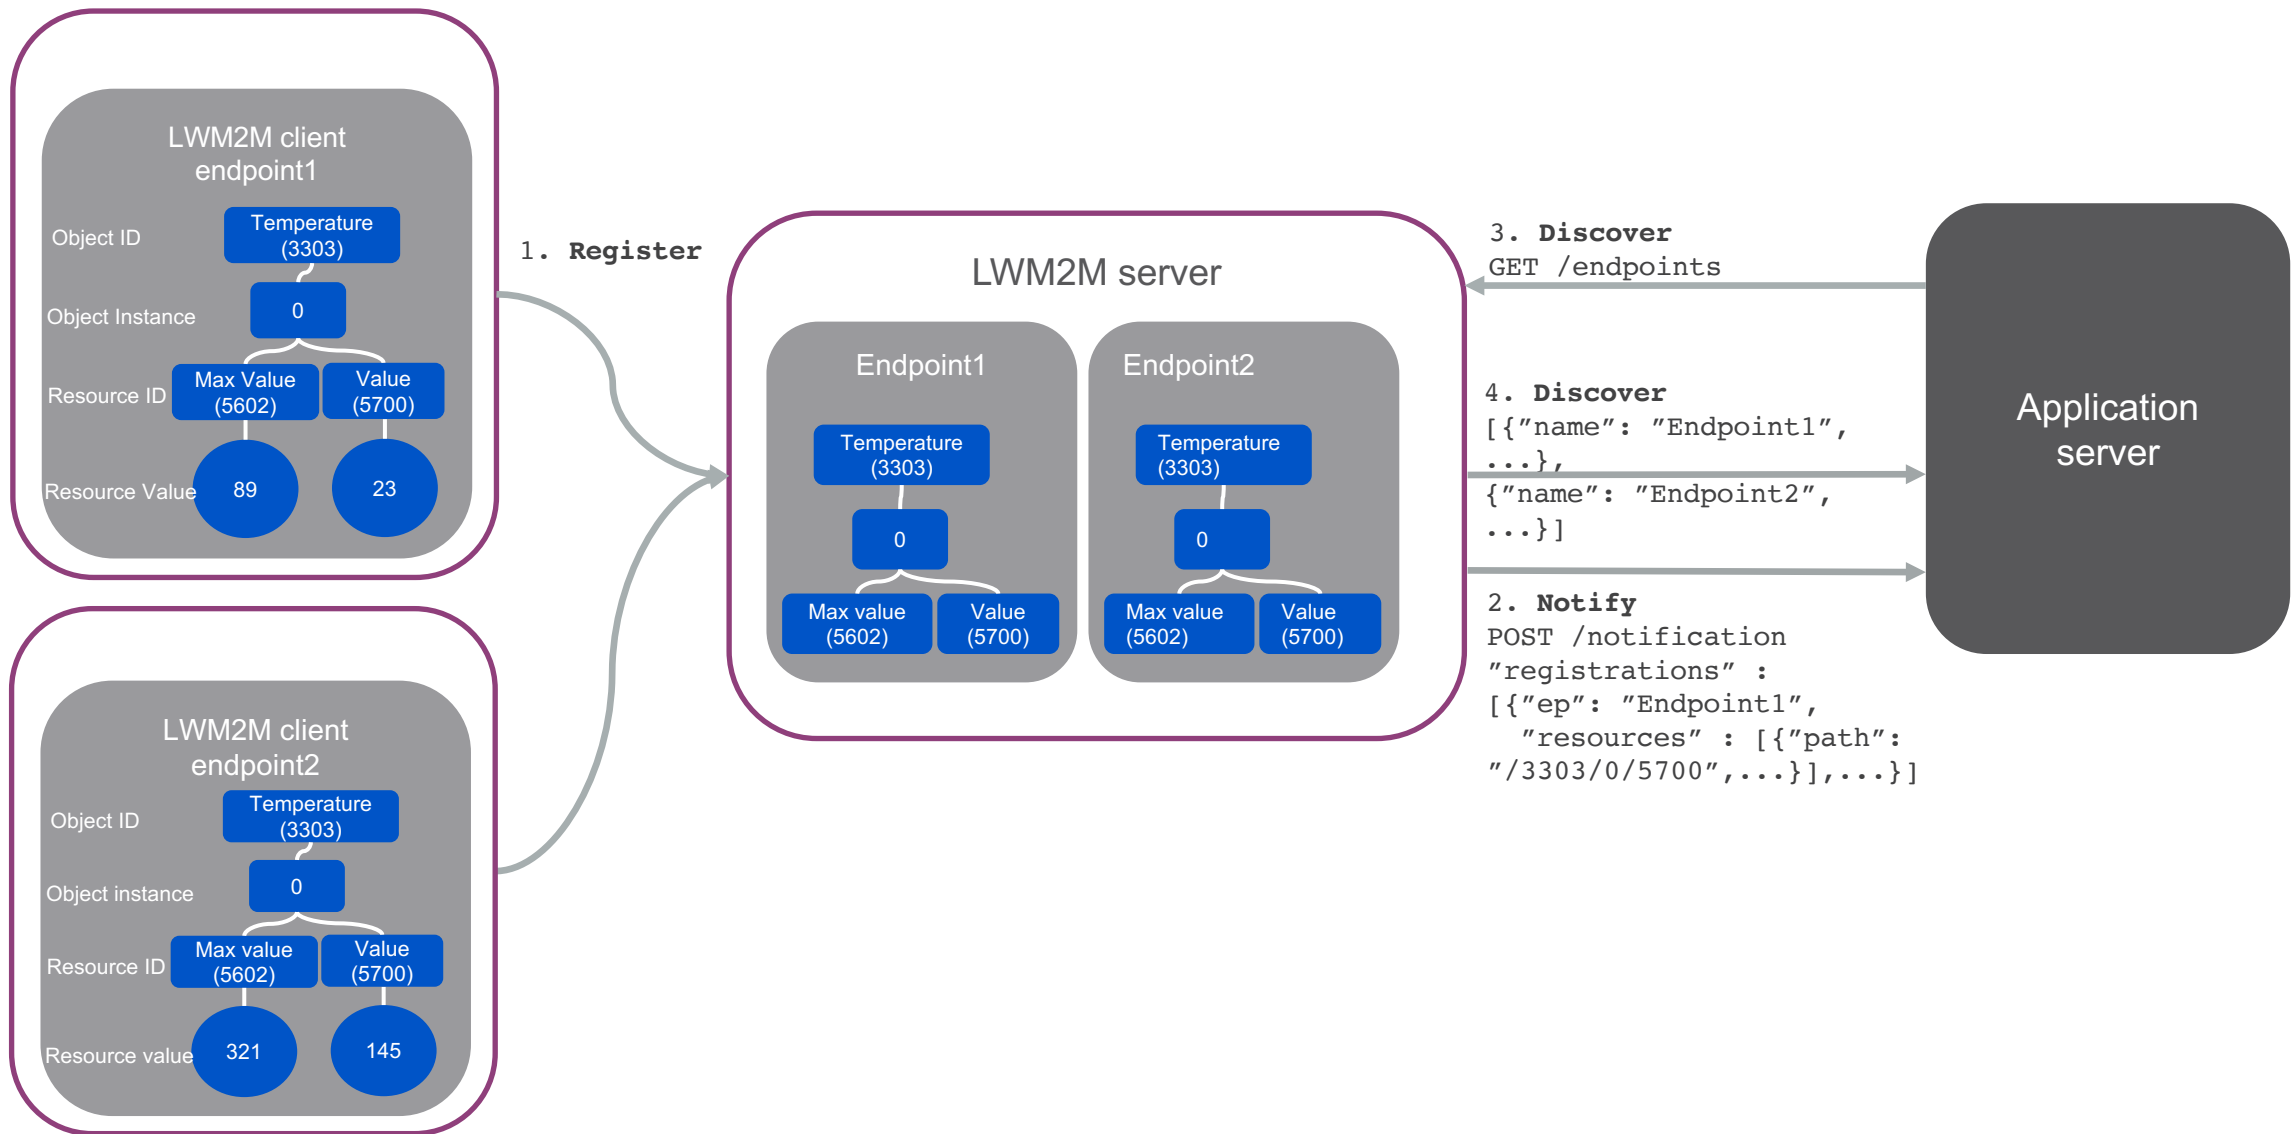 LWM2M client
endpoint1
Object ID
Temperature
(3303)
Object Instance
0
Resource ID
Max Value
(5602)
Value
(5700)
Resource Value
89
23
LWM2M client
endpoint2
Object ID
Temperature
(3303)
Object instance
0
Resource ID
Max value
(5602)
Value
(5700)
Resource value
321
145
1. Register
LWM2M server
Endpoint1
Temperature
(3303)
0
Max value
(5602)
Value
(5700)
Endpoint2
Temperature
(3303)
0
Max value
(5602)
Value
(5700)
3. Discover
GET /endpoints
4. Discover
[{”name”: ”Endpoint1”,
...},
{”name”: ”Endpoint2”,
...}]
2. Notify
POST /notification
”registrations” :
[{”ep”: ”Endpoint1”,
”resources” : [{”path”:
”/3303/0/5700”,...}],...}]
Application
server